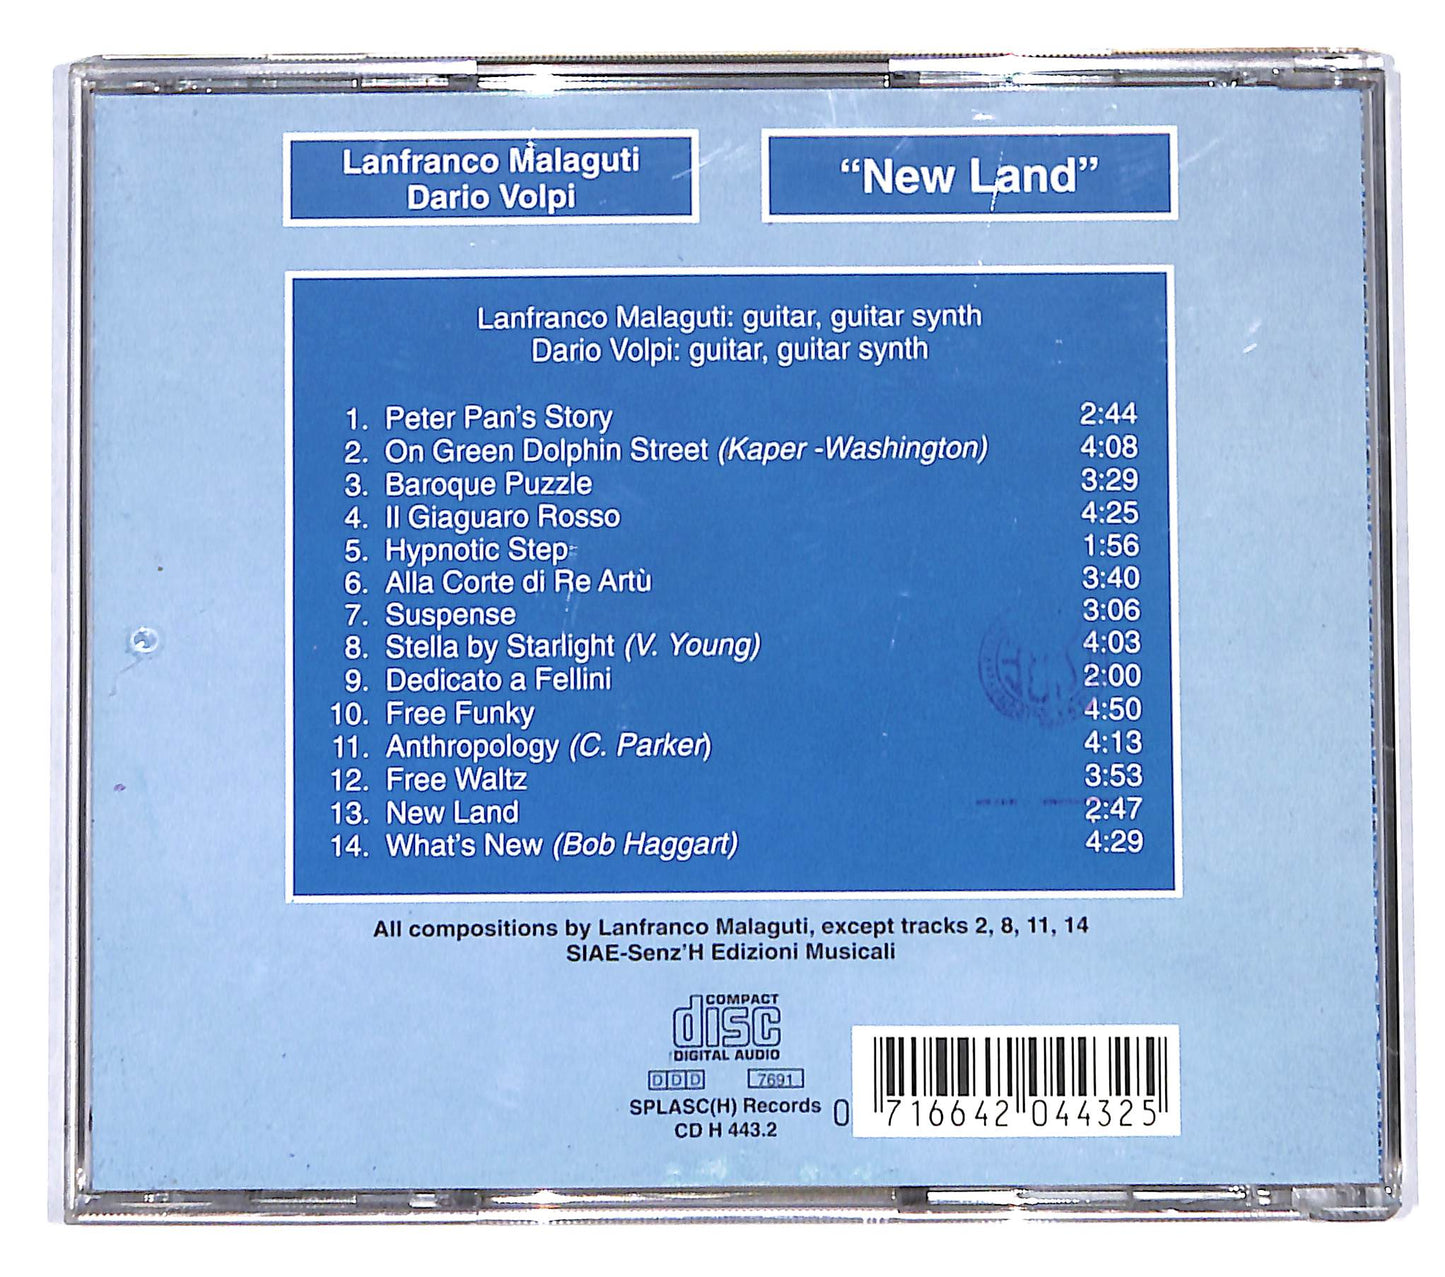 Lanfranco Malaguti
Dario Volpi
“New Land”
Lanfranco Malaguti: guitar, guitar synth
Dario Volpi: guitar, guitar synth
1. Peter Pan's Story 2:44
2. On Green Dolphin Street (Kaper -Washington) 4:08
3. Baroque Puzzle 3:29
4. Il Giaguaro Rosso 4:25
5. Hypnotic Step 1:56
6. Alla Corte di Re Artù 3:40
7. Suspense 3:06
8. Stella by Starlight (V. Young) 4:03
9. Dedicato a Fellini 2:00
10. Free Funky 4:50
11. Anthropology (C. Parker) 4:13
12. Free Waltz 3:53
13. New Land 2:47
14. What's New (Bob Haggart) 4:29
All compositions by Lanfranco Malaguti, except tracks 2, 8, 11, 14
SIAE-Senz'H Edizioni Musicali
COMPACT
disc
DIGITAL AUDIO
DDD 7691
SPLASC(H) Records
CD H 443.2
0 716642 044325